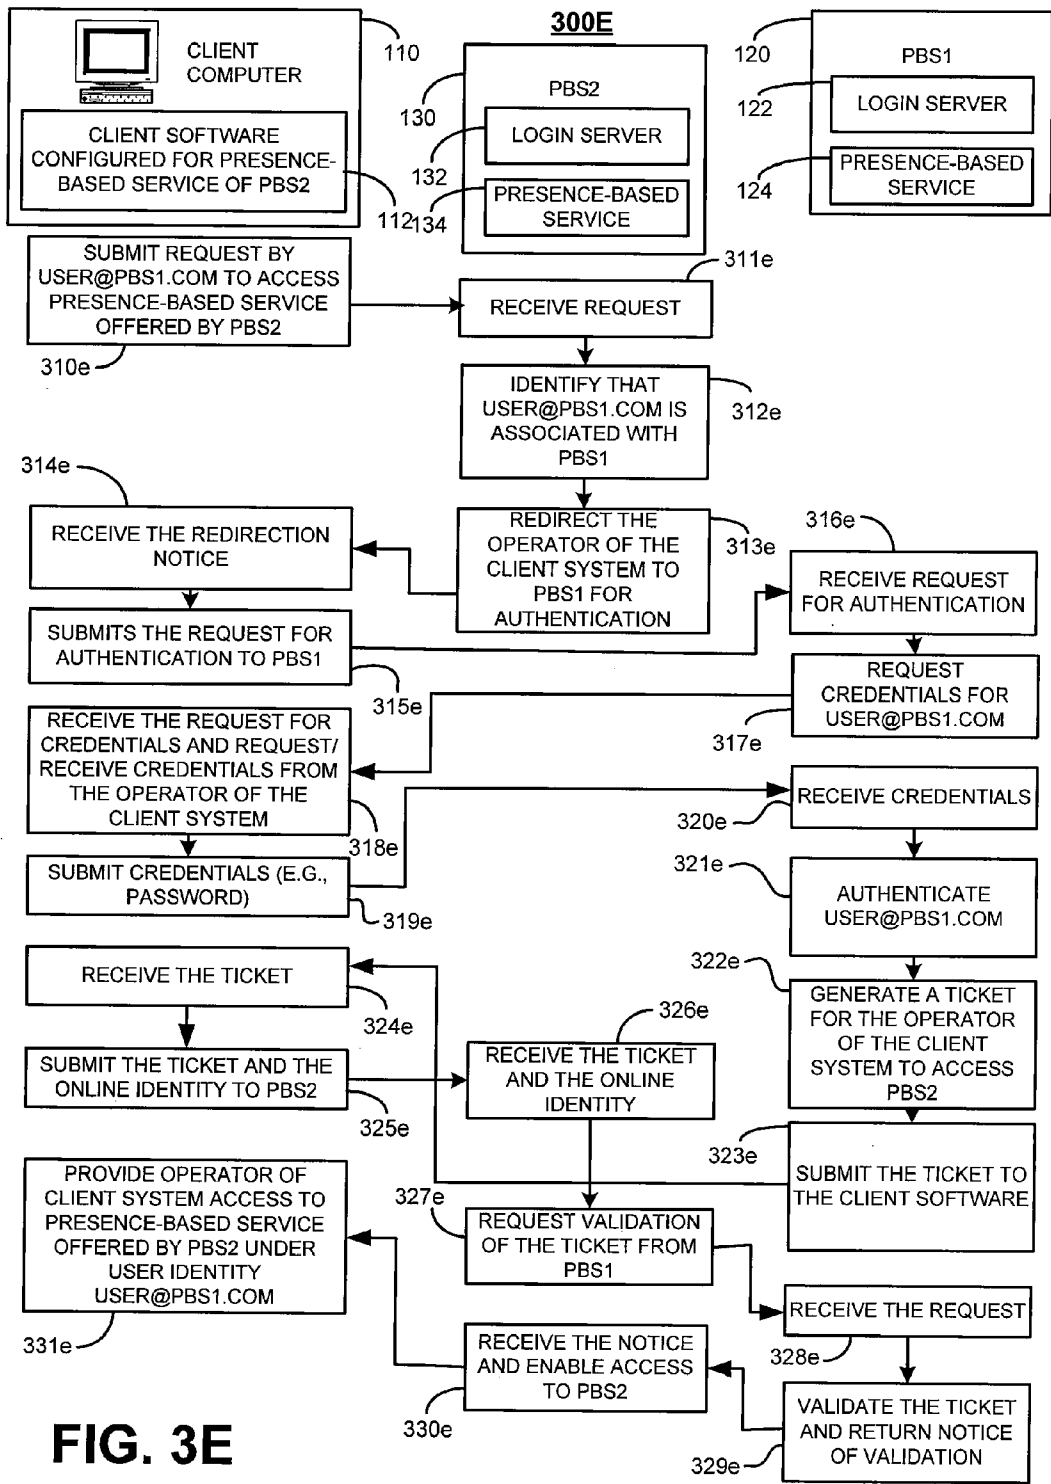 300E
CLIENT
COMPUTER
110
CLIENT SOFTWARE
CONFIGURED FOR PRESENCE-
BASED SERVICE OF PBS2
112
PBS2
130
LOGIN SERVER
132
PRESENCE-BASED
SERVICE
134
120
PBS1
122
LOGIN SERVER
124
PRESENCE-BASED
SERVICE
SUBMIT REQUEST BY
USER@PBS1.COM TO ACCESS
PRESENCE-BASED SERVICE
OFFERED BY PBS2
310e
311e
RECEIVE REQUEST
IDENTIFY THAT
USER@PBS1.COM IS
ASSOCIATED WITH
PBS1
312e
REDIRECT THE
OPERATOR OF THE
CLIENT SYSTEM TO
PBS1 FOR
AUTHENTICATION
313e
314e
RECEIVE THE REDIRECTION
NOTICE
SUBMITS THE REQUEST FOR
AUTHENTICATION TO PBS1
315e
316e
RECEIVE REQUEST
FOR AUTHENTICATION
REQUEST
CREDENTIALS FOR
USER@PBS1.COM
317e
RECEIVE THE REQUEST FOR
CREDENTIALS AND REQUEST/
RECEIVE CREDENTIALS FROM
THE OPERATOR OF THE
CLIENT SYSTEM
318e
SUBMIT CREDENTIALS (E.G.,
PASSWORD)
319e
RECEIVE CREDENTIALS
320e
321e
AUTHENTICATE
USER@PBS1.COM
322e
GENERATE A TICKET
FOR THE OPERATOR
OF THE CLIENT
SYSTEM TO ACCESS
PBS2
323e
SUBMIT THE TICKET TO
THE CLIENT SOFTWARE
RECEIVE THE TICKET
324e
SUBMIT THE TICKET AND THE
ONLINE IDENTITY TO PBS2
325e
326e
RECEIVE THE TICKET
AND THE ONLINE
IDENTITY
327e
REQUEST VALIDATION
OF THE TICKET FROM
PBS1
RECEIVE THE REQUEST
328e
VALIDATE THE TICKET
AND RETURN NOTICE
OF VALIDATION
329e
RECEIVE THE NOTICE
AND ENABLE ACCESS
TO PBS2
330e
PROVIDE OPERATOR OF
CLIENT SYSTEM ACCESS TO
PRESENCE-BASED SERVICE
OFFERED BY PBS2 UNDER
USER IDENTITY
USER@PBS1.COM
331e
FIG. 3E